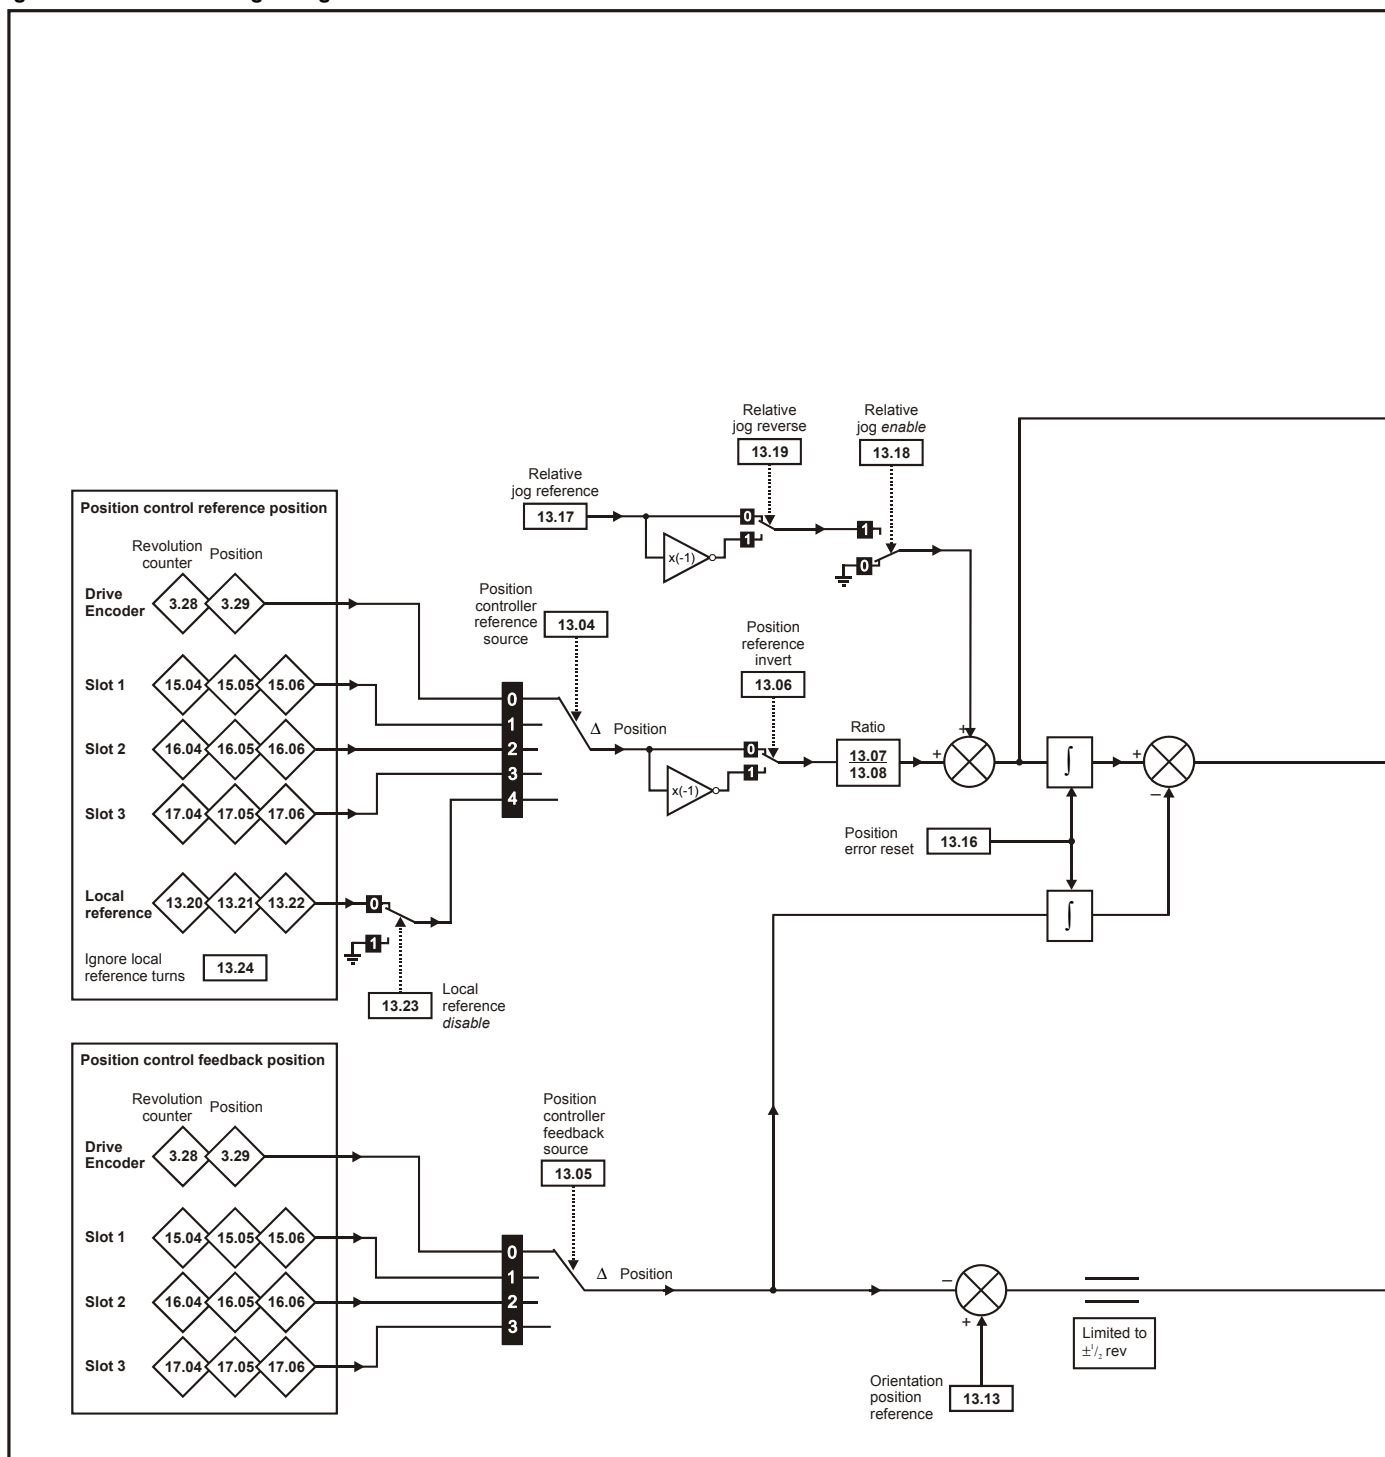 Relative
jog reverse
13.19
Relative
jog enable
13.18
Relative
jog reference
13.17
0
1
x(-1)
1
0
Position control reference position
Revolution
counter
Position
Drive
Encoder
3.28
3.29
Slot 1
15.04
15.05
15.06
Slot 2
16.04
16.05
16.06
Slot 3
17.04
17.05
17.06
Local
reference
13.20
13.21
13.22
Ignore local
reference turns
13.24
0
1
13.23
Local
reference
disable
Position
controller
reference
source
13.04
0
1
2
3
4
Δ Position
Position
reference
invert
13.06
0
1
x(-1)
Ratio
13.07
13.08
+
+
∫
+
−
Position
error reset
13.16
∫
Position control feedback position
Revolution
counter
Position
Drive
Encoder
3.28
3.29
Slot 1
15.04
15.05
15.06
Slot 2
16.04
16.05
16.06
Slot 3
17.04
17.05
17.06
Position
controller
feedback
source
13.05
0
1
2
3
Δ Position
−
+
Limited to
±1/2 rev
Orientation
position
reference
13.13